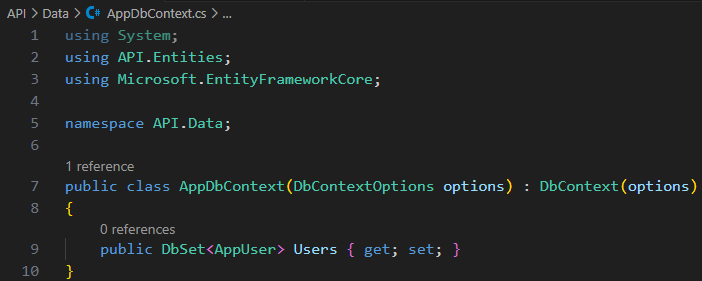 API > Data > C# AppDbContext.cs > ...
1 using System;
2 using API.Entities;
3 using Microsoft.EntityFrameworkCore;
4
5 namespace API.Data;
6
1 reference
7 public class AppDbContext(DbContextOptions options) : DbContext(options)
8 {
0 references
9 public DbSet<AppUser> Users { get; set; }
10 }